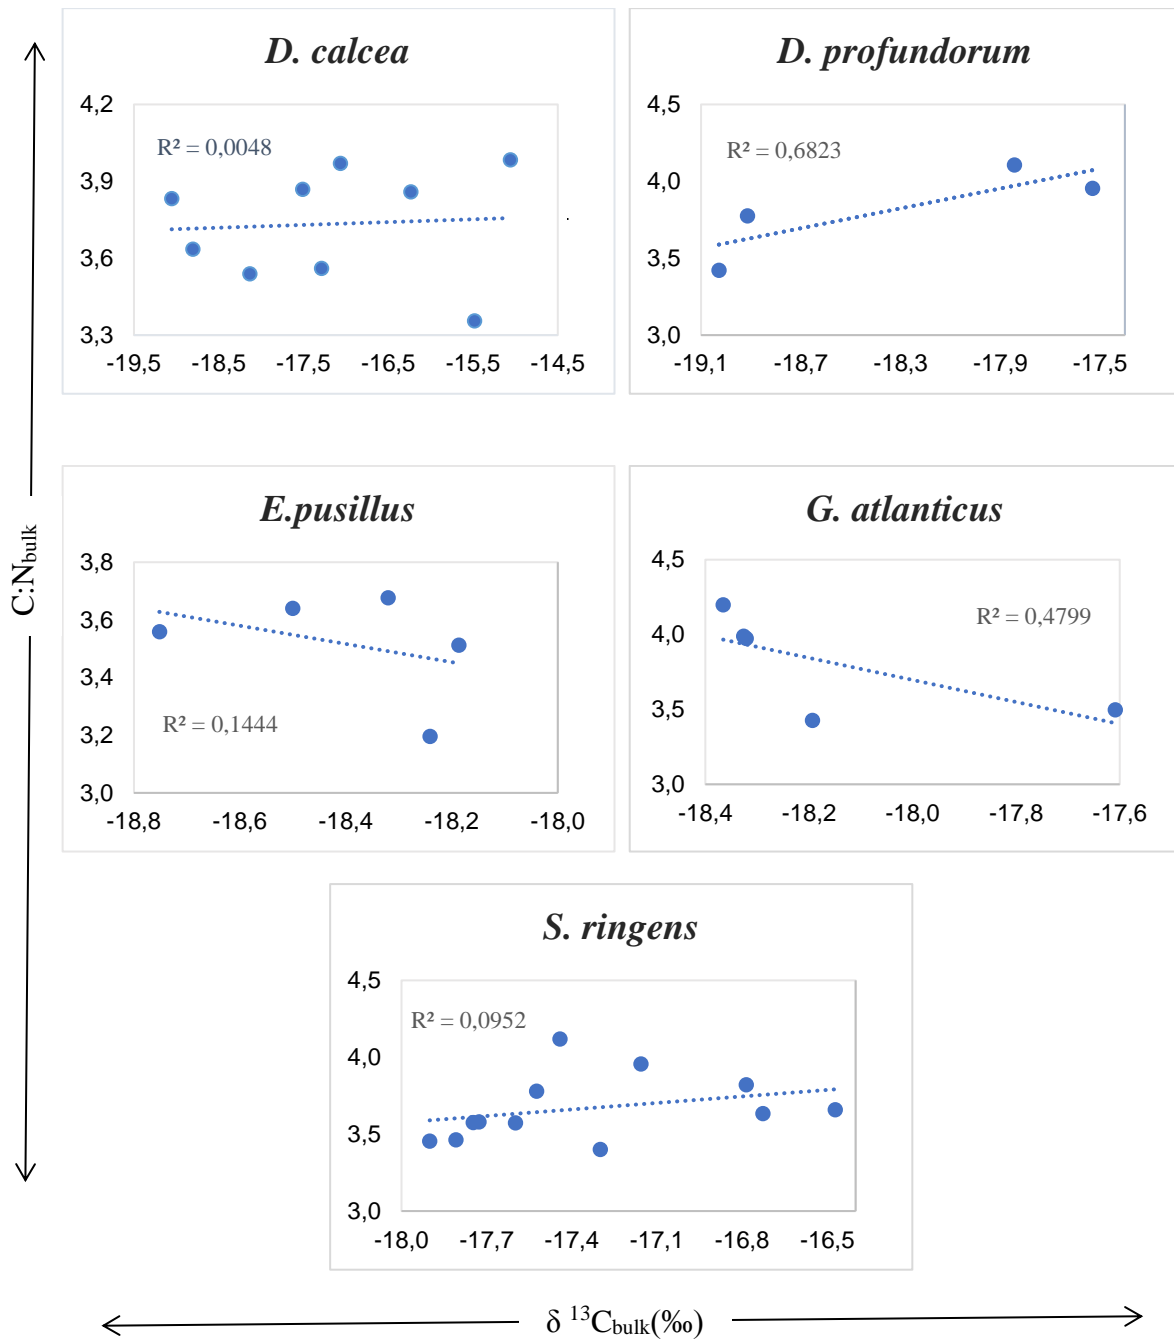 D. calcea
4,2
3,9
3,6
3,3
R² = 0,0048
-19,5 -18,5 -17,5 -16,5 -15,5 -14,5
D. profundorum
4,5
4,0
3,5
3,0
R² = 0,6823
-19,1 -18,7 -18,3 -17,9 -17,5
C:Nbulk
E.pusillus
3,8
3,6
3,4
3,2
3,0
R² = 0,1444
-18,8 -18,6 -18,4 -18,2 -18,0
G. atlanticus
4,5
4,0
3,5
3,0
R² = 0,4799
-18,4 -18,2 -18,0 -17,8 -17,6
S. ringens
4,5
4,0
3,5
3,0
R² = 0,0952
-18,0 -17,7 -17,4 -17,1 -16,8 -16,5
δ ¹³Cbulk(‰)